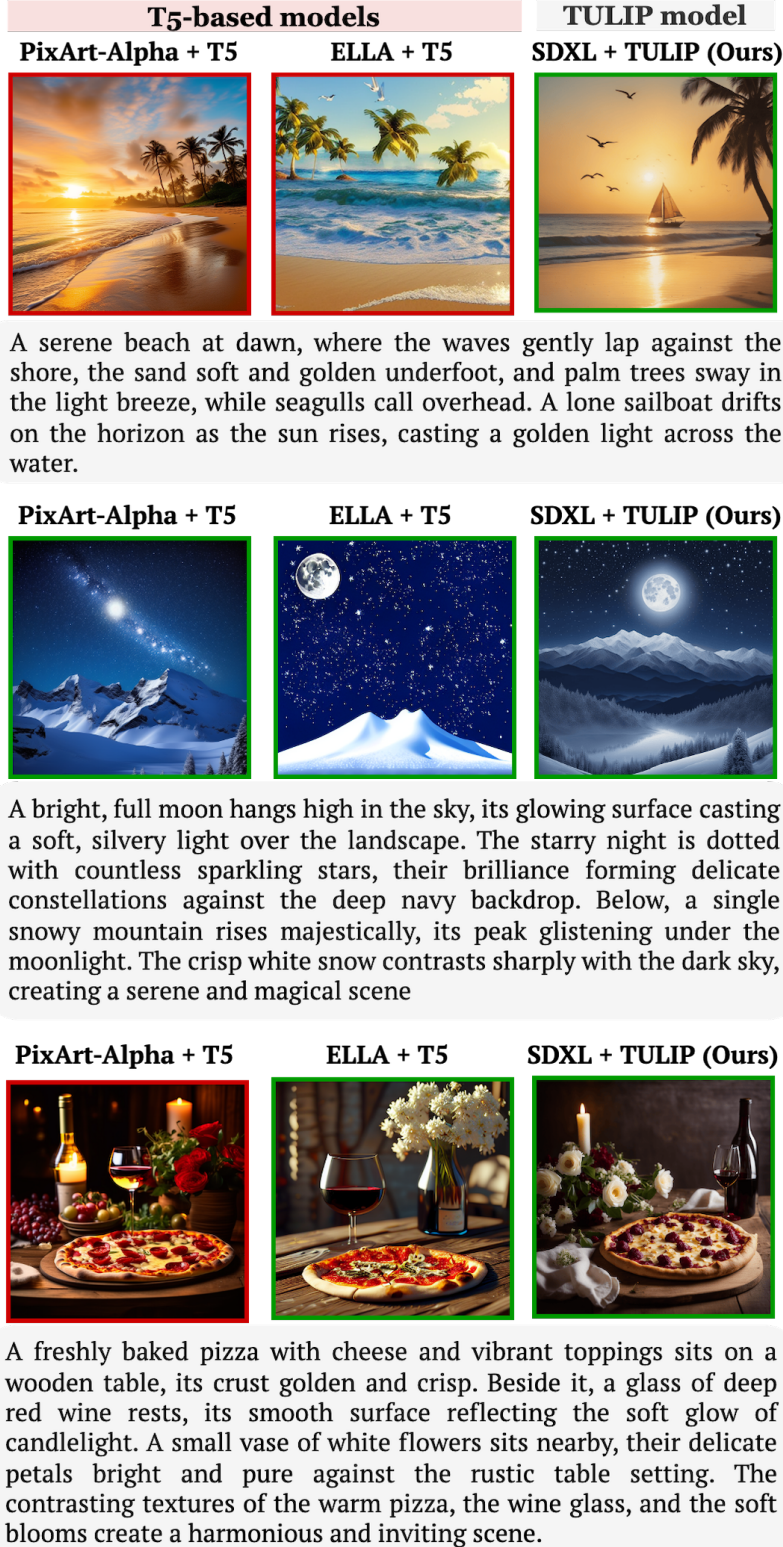 T5-based models
TULIP model
PixArt-Alpha + T5
ELLA + T5
SDXL + TULIP (Ours)
A serene beach at dawn, where the waves gently lap against the
shore, the sand soft and golden underfoot, and palm trees sway in
the light breeze, while seagulls call overhead. A lone sailboat drifts
on the horizon as the sun rises, casting a golden light across the
water.
PixArt-Alpha + T5
ELLA + T5
SDXL + TULIP (Ours)
A bright, full moon hangs high in the sky, its glowing surface casting
a soft, silvery light over the landscape. The starry night is dotted
with countless sparkling stars, their brilliance forming delicate
constellations against the deep navy backdrop. Below, a single
snowy mountain rises majestically, its peak glistening under the
moonlight. The crisp white snow contrasts sharply with the dark sky,
creating a serene and magical scene
PixArt-Alpha + T5
ELLA + T5
SDXL + TULIP (Ours)
A freshly baked pizza with cheese and vibrant toppings sits on a
wooden table, its crust golden and crisp. Beside it, a glass of deep
red wine rests, its smooth surface reflecting the soft glow of
candlelight. A small vase of white flowers sits nearby, their delicate
petals bright and pure against the rustic table setting. The
contrasting textures of the warm pizza, the wine glass, and the soft
blooms create a harmonious and inviting scene.